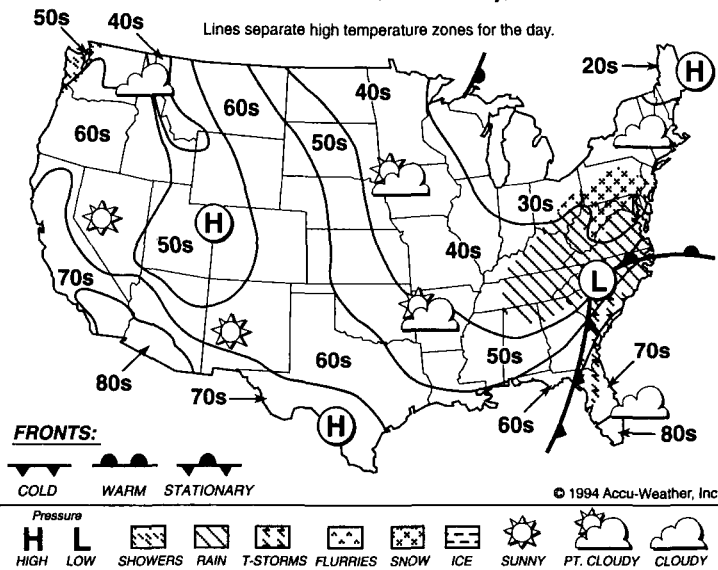 Lines separate high temperature zones for the day.
50s
40s
20s
H
60s
60s
40s
50s
30s
H
50s
40s
L
70s
60s
50s
70s
80s
70s
60s
80s
H
FRONTS:
COLD WARM STATIONARY
© 1994 Accu-Weather, Inc
Pressure
H L
HIGH LOW SHOWERS RAIN T-STORMS FLURRIES SNOW ICE SUNNY PT. CLOUDY CLOUDY